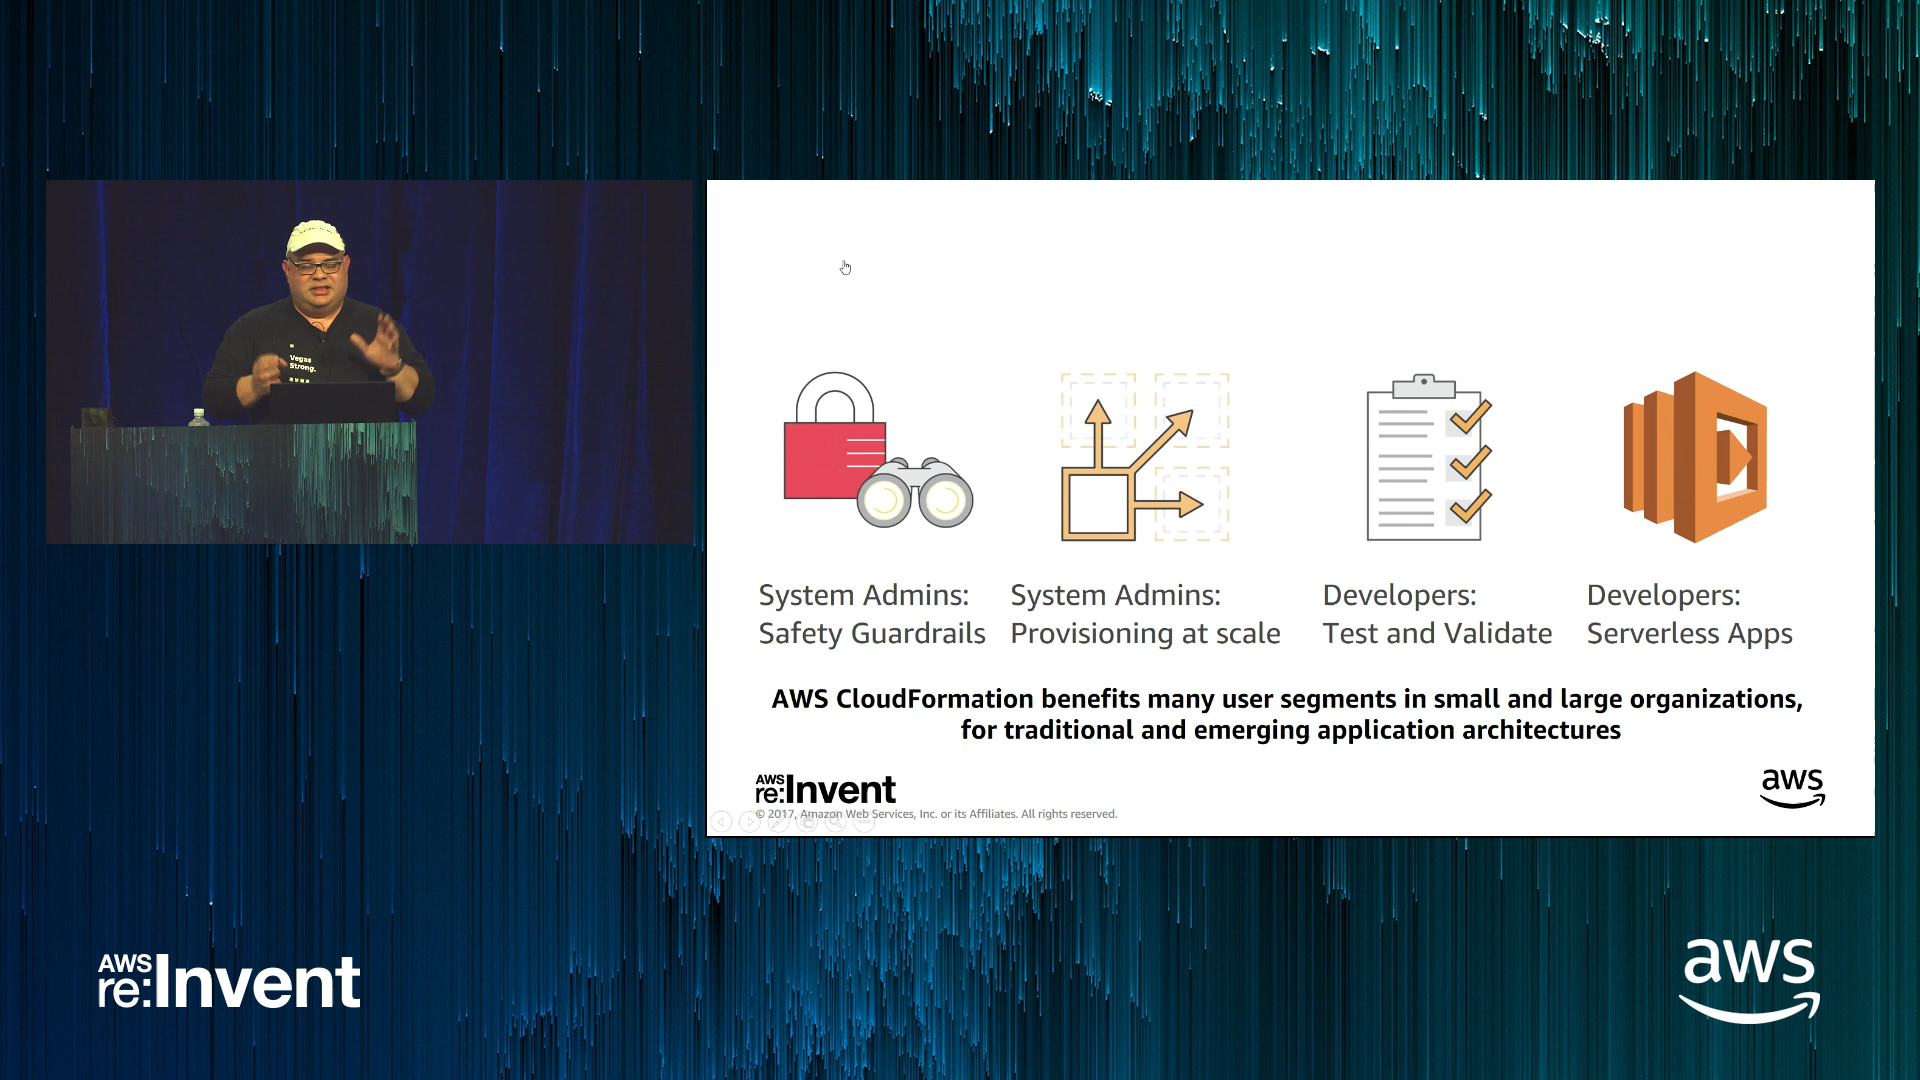 Vegas
Strong.
System Admins:
Safety Guardrails
System Admins:
Provisioning at scale
Developers:
Test and Validate
Developers:
Serverless Apps
AWS CloudFormation benefits many user segments in small and large organizations,
for traditional and emerging application architectures
AWS
re:Invent
aws
© 2017, Amazon Web Services, Inc. or its Affiliates. All rights reserved.
AWS
re:Invent
aws